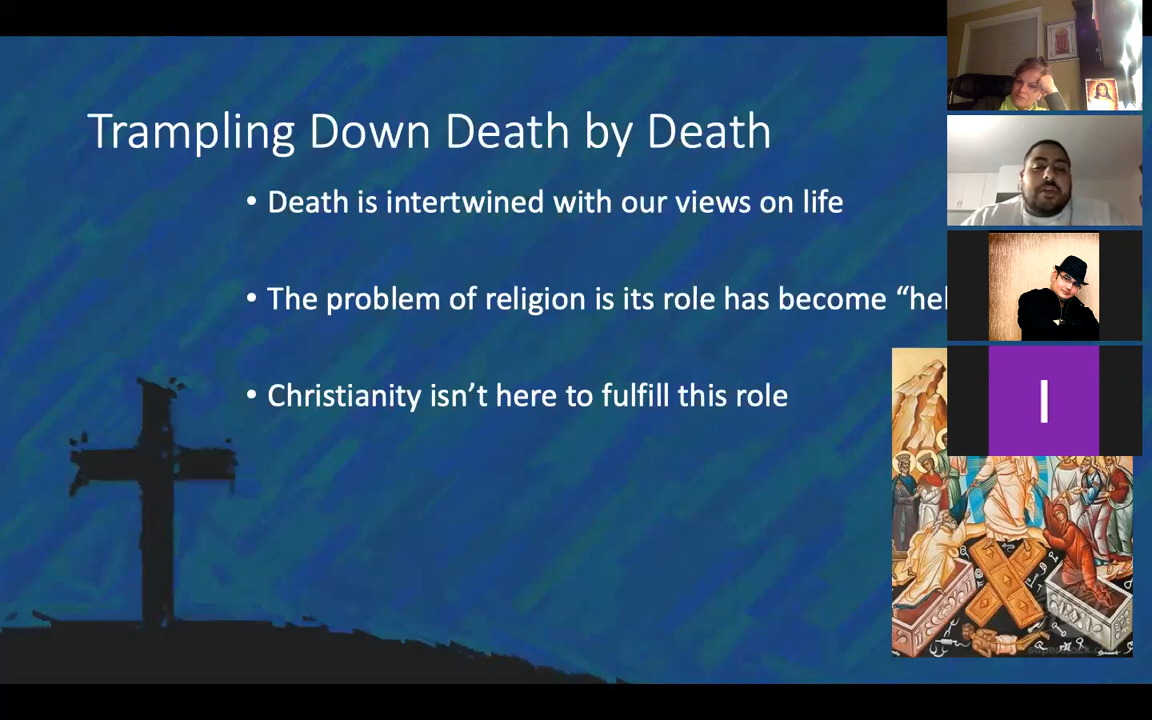 Trampling Down Death by Death
• Death is intertwined with our views on life
• The problem of religion is its role has become “hel
• Christianity isn’t here to fulfill this role
I